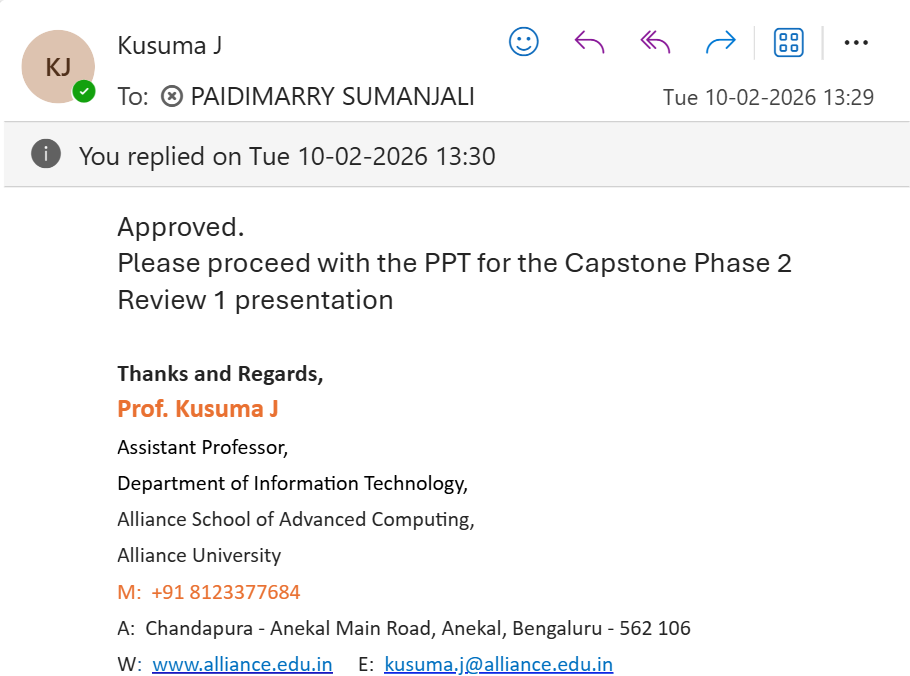 KJ
Kusuma J
To: PAIDIMARRY SUMANJALI
Tue 10-02-2026 13:29
You replied on Tue 10-02-2026 13:30
Approved.
Please proceed with the PPT for the Capstone Phase 2
Review 1 presentation
Thanks and Regards,
Prof. Kusuma J
Assistant Professor,
Department of Information Technology,
Alliance School of Advanced Computing,
Alliance University
M: +91 8123377684
A: Chandapura - Anekal Main Road, Anekal, Bengaluru - 562 106
W: www.alliance.edu.in E: kusuma.j@alliance.edu.in